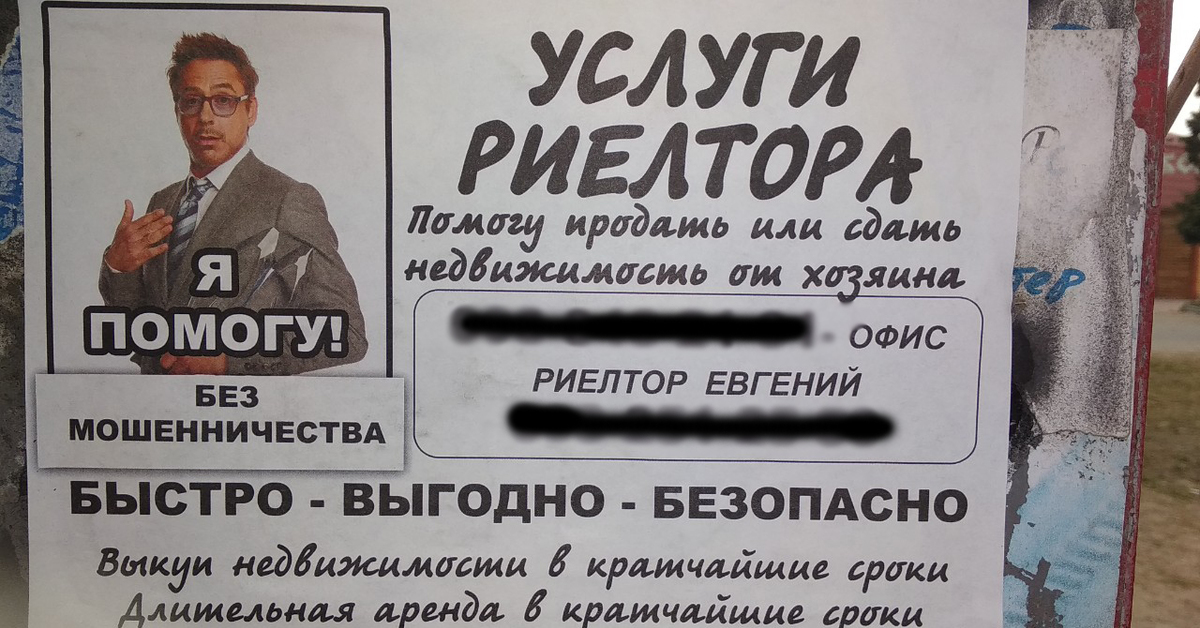 УСЛУГИ
РИЕЛТОРА
Помогу продать или сдать
недвижимость от хозяина
Я
ПОМОГУ!
БЕЗ
МОШЕННИЧЕСТВА
- ОФИС
РИЕЛТОР ЕВГЕНИЙ
БЫСТРО - ВЫГОДНО - БЕЗОПАСНО
Выкуп недвижимости в кратчайшие сроки
Длительная аренда в кратчайшие сроки